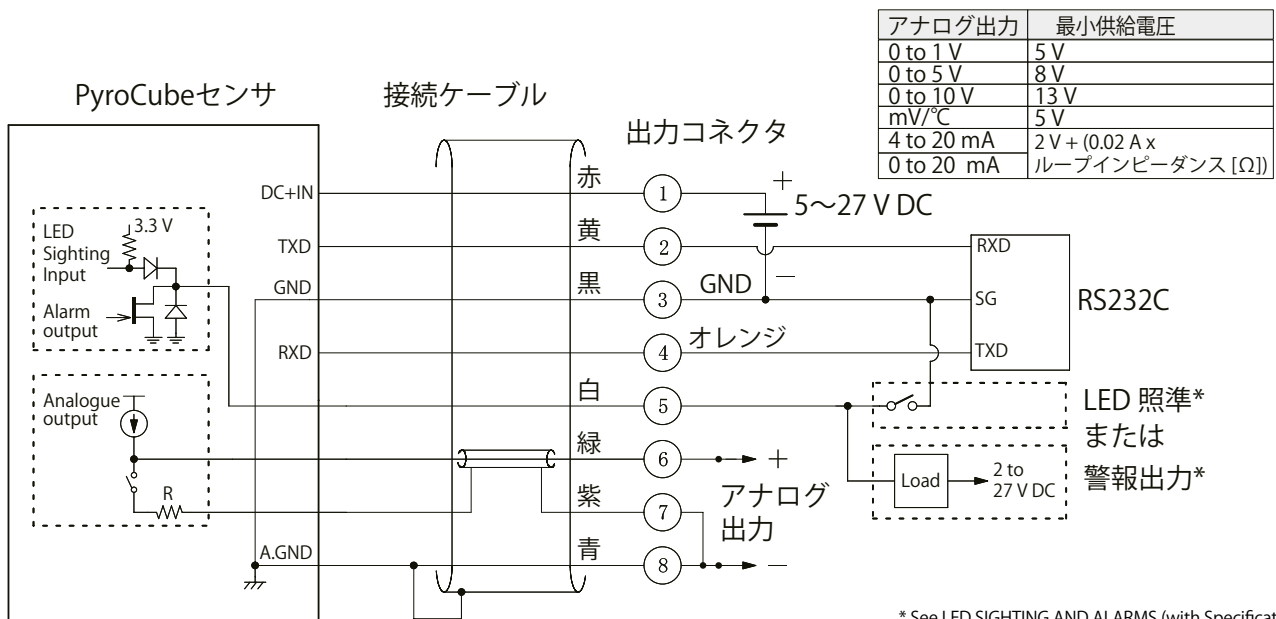 アナログ出力 最小供給電圧
0 to 1 V 5 V
0 to 5 V 8 V
0 to 10 V 13 V
mV/℃ 5 V
4 to 20 mA 2 V + (0.02 A x
0 to 20 mA ループインピーダンス [Ω])
PyroCubeセンサ
接続ケーブル
出力コネクタ
DC+IN
赤
1
+
5～27 V DC
−
LED
Sighting
Input
3.3 V
Alarm
output
TXD
黄
2
RXD
GND
黒
3
GND
SG
RS232C
RXD
オレンジ
4
TXD
白
5
LED 照準*
または
警報出力*
Load
2 to
27 V DC
Analogue
output
R
緑
6
+
紫
7
アナログ
出力
A.GND
青
8
−
* See LED SIGHTING AND ALARMS (with Specificat